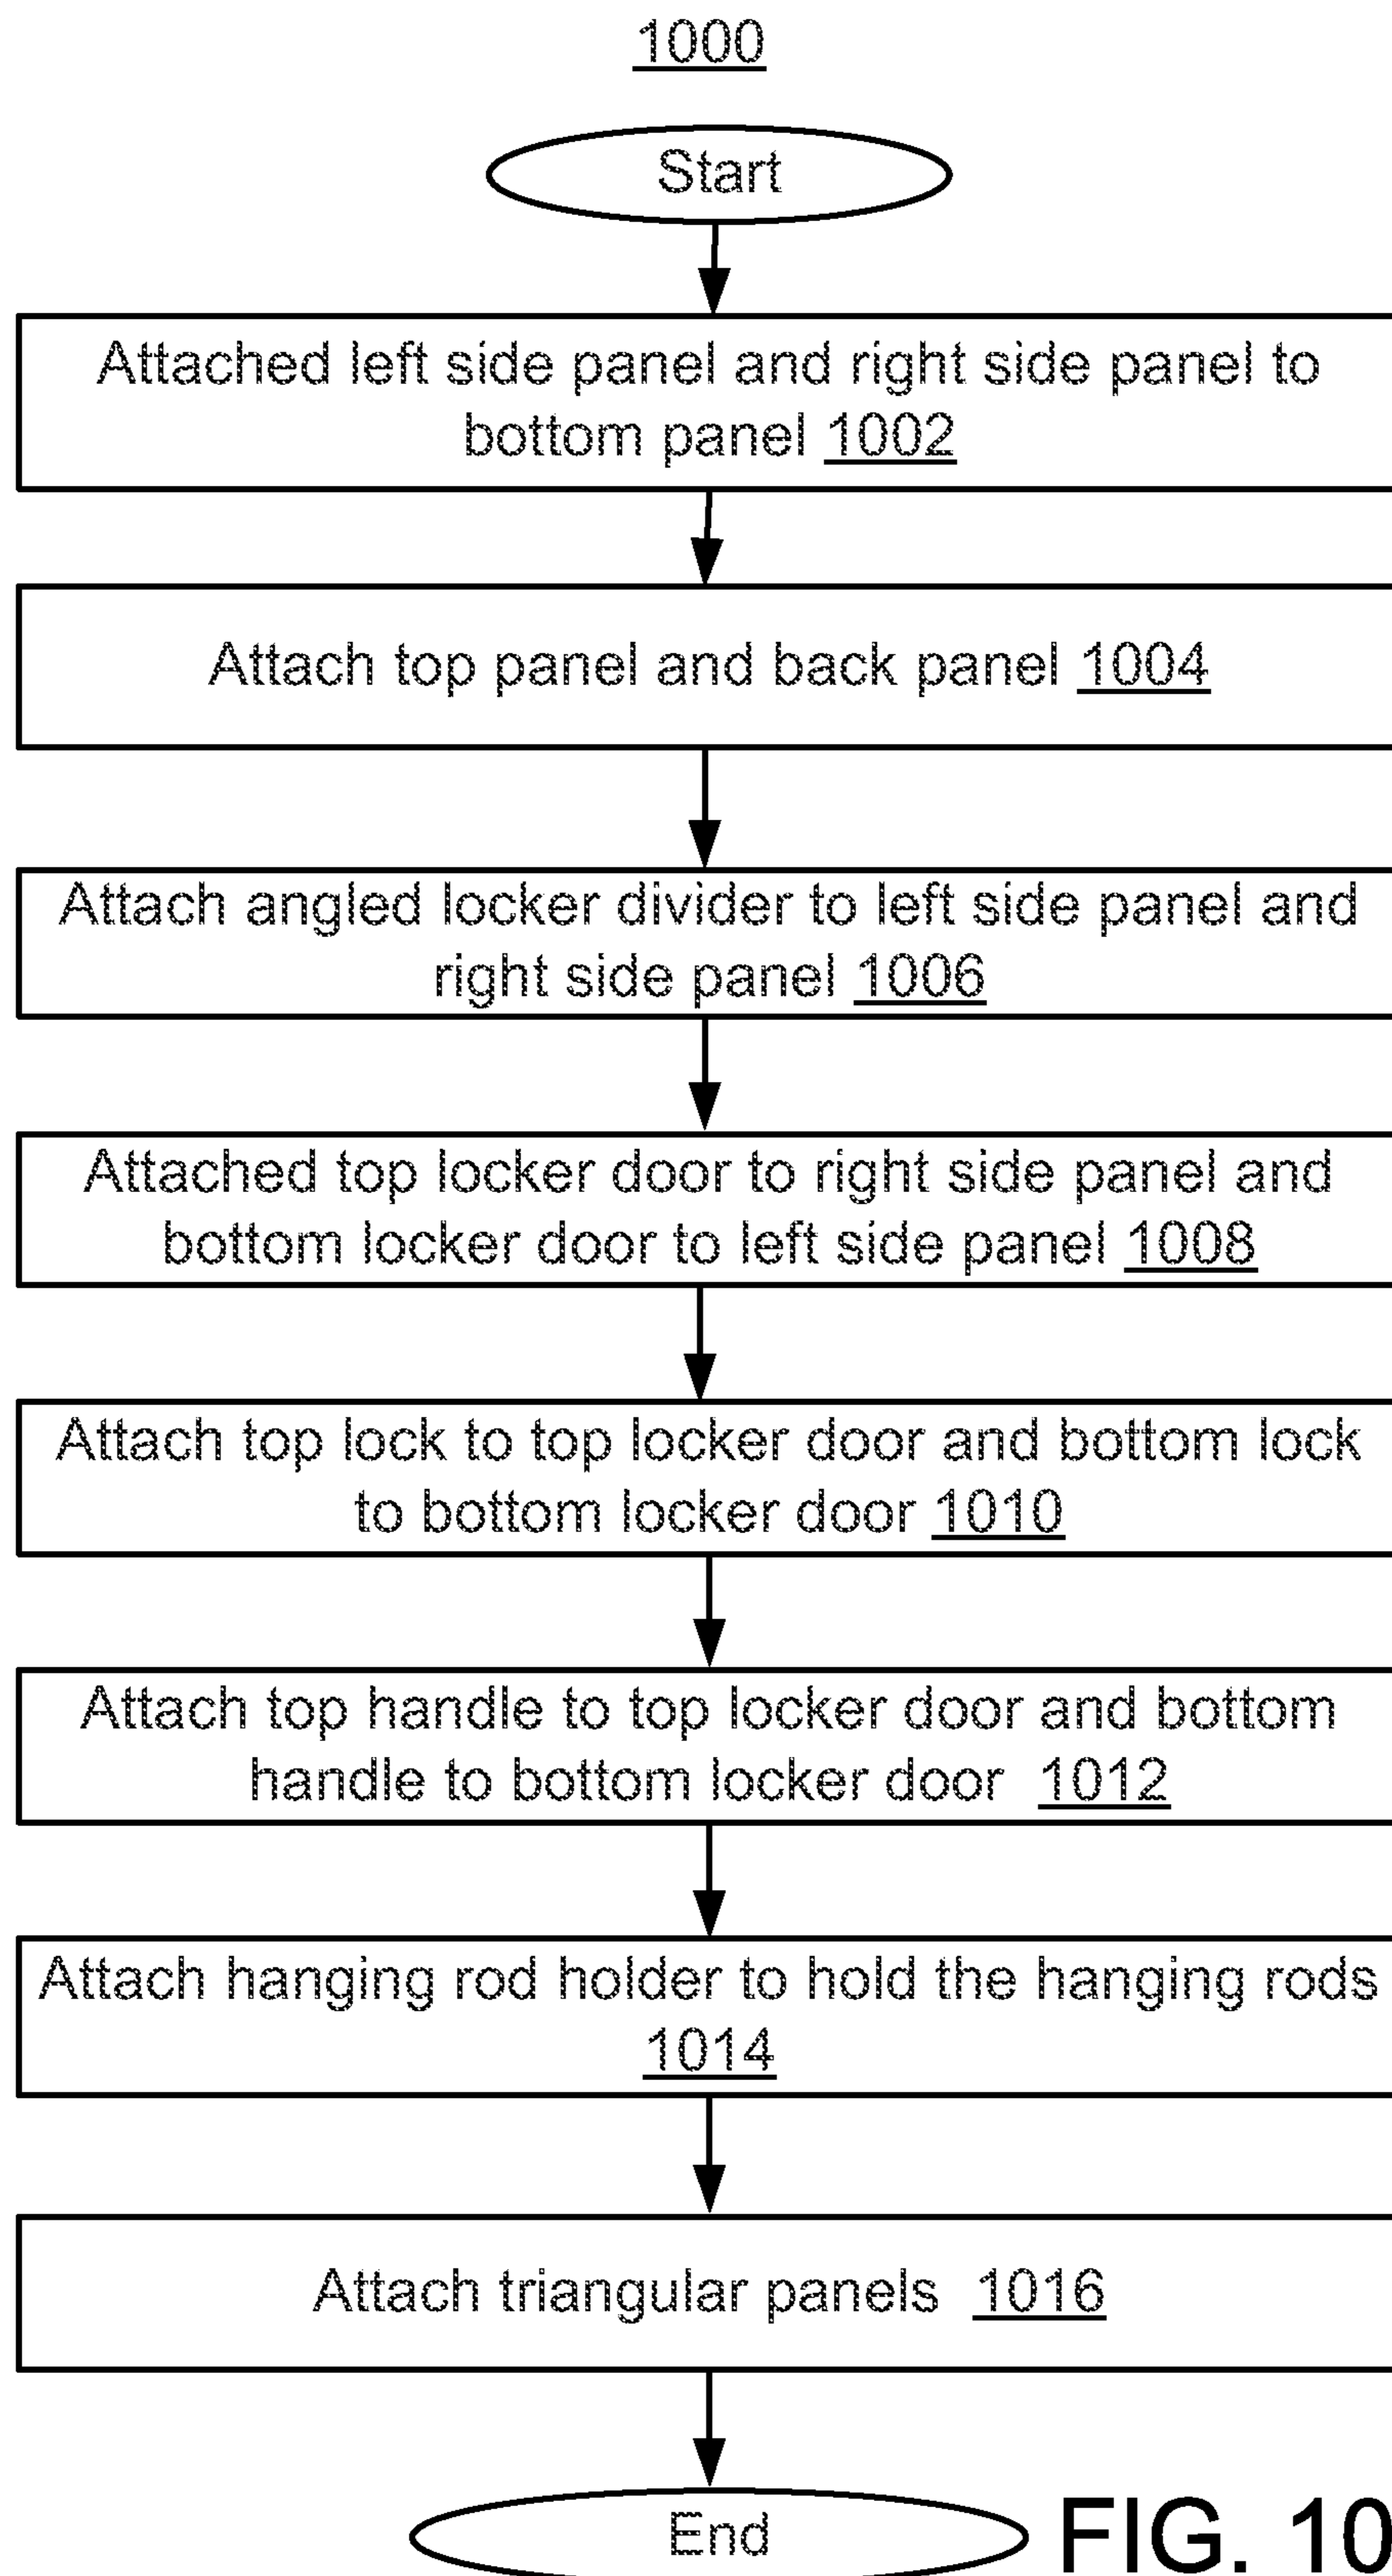 1000
Start
Attached left side panel and right side panel to
bottom panel 1002
Attach top panel and back panel 1004
Attach angled locker divider to left side panel and
right side panel 1006
Attached top locker door to right side panel and
bottom locker door to left side panel 1008
Attach top lock to top locker door and bottom lock
to bottom locker door 1010
Attach top handle to top locker door and bottom
handle to bottom locker door 1012
Attach hanging rod holder to hold the hanging rods
1014
Attach triangular panels 1016
End
FIG. 10